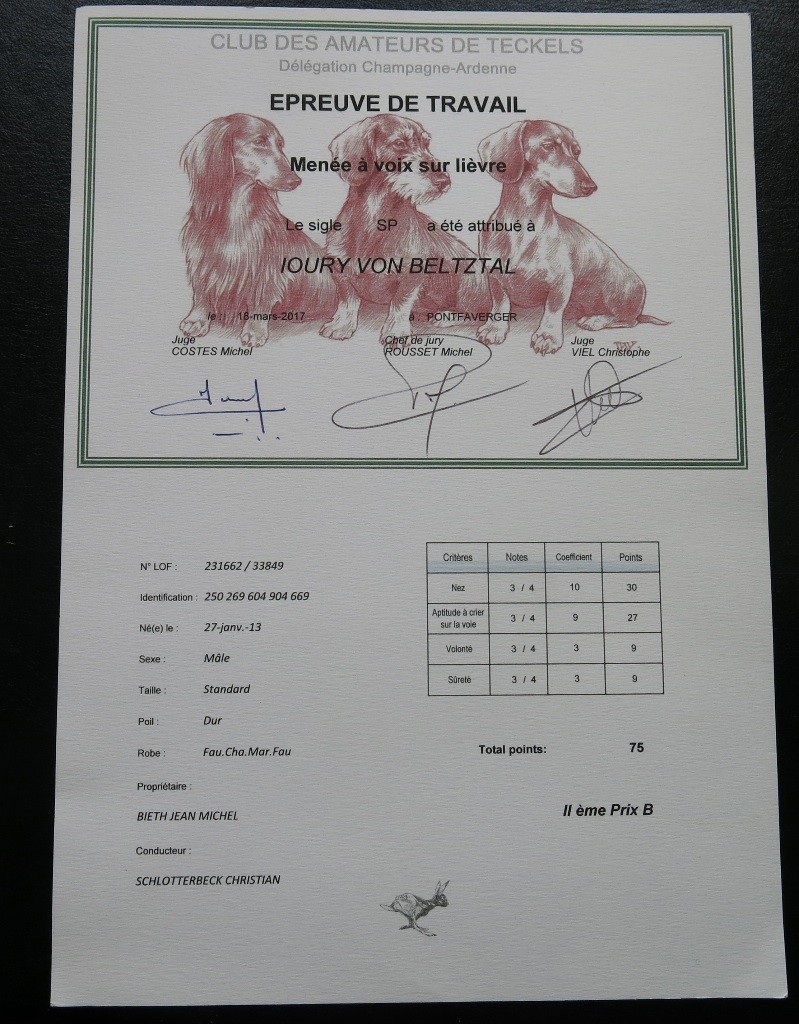 CLUB DES AMATEURS DE TECKELS
Délégation Champagne-Ardenne
EPREUVE DE TRAVAIL
Menée à voix sur lièvre
Le sigle SP a été attribué à
IOURY VON BELTZTAL
le : 18-mars-2017 à PONTFAVERGER
Juge Chef de jury Juge
COSTES Michel ROUSSET Michel VIEL Christophe
N° LOF : 231662 / 33849
Identification : 250 269 604 904 669
Né(e) le : 27-janv.-13
Sexe : Mâle
Taille : Standard
Poil : Dur
Robe : Fau.Cha.Mar.Fau
Propriétaire :
BIETH JEAN MICHEL
Conducteur :
SCHLOTTERBECK CHRISTIAN
Critères Notes Coefficient Points
Nez 3 / 4 10 30
Aptitude à crier
sur la voie 3 / 4 9 27
Volonté 3 / 4 3 9
Sûreté 3 / 4 3 9
Total points: 75
II ème Prix B